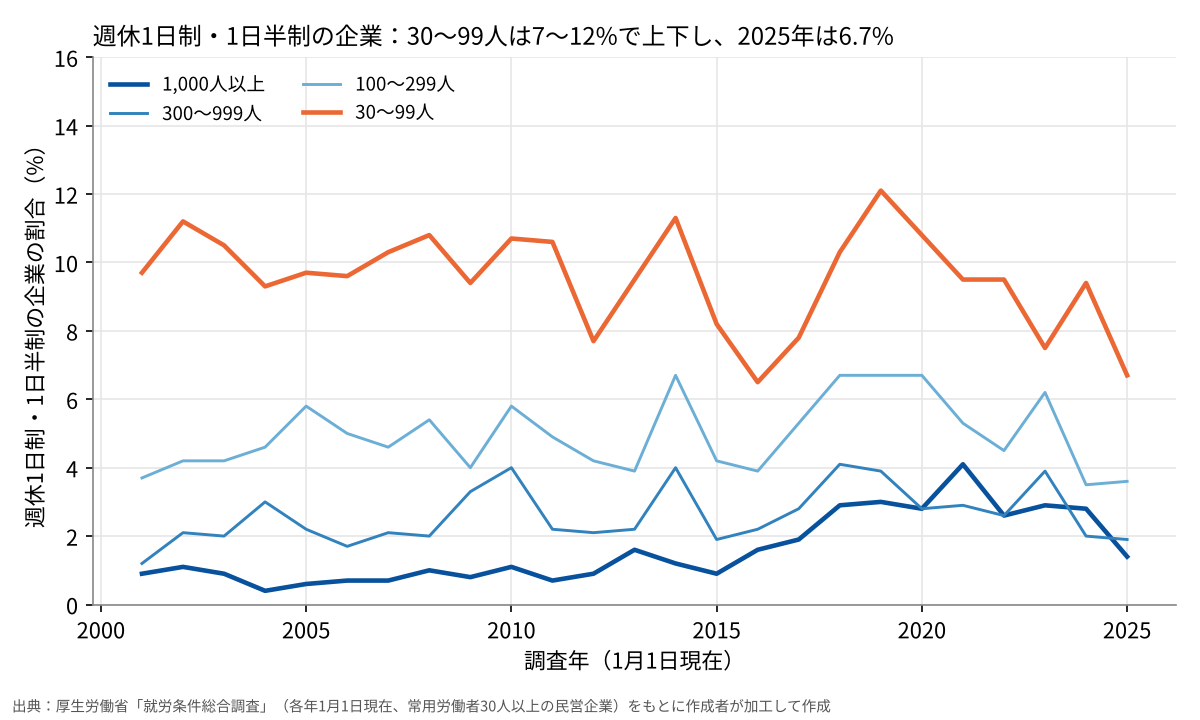 週休1日制・1日半制の企業：30～99人は7～12%で上下し、2025年は6.7%
1,000人以上
300～999人
100～299人
30～99人
週休1日制・1日半制の企業の割合（%）
16
14
12
10
8
6
4
2
0
2000
2005
2010
2015
2020
2025
調査年（1月1日現在）
出典：厚生労働省「就労条件総合調査」（各年1月1日現在、常用労働者30人以上の民営企業）をもとに作成者が加工して作成